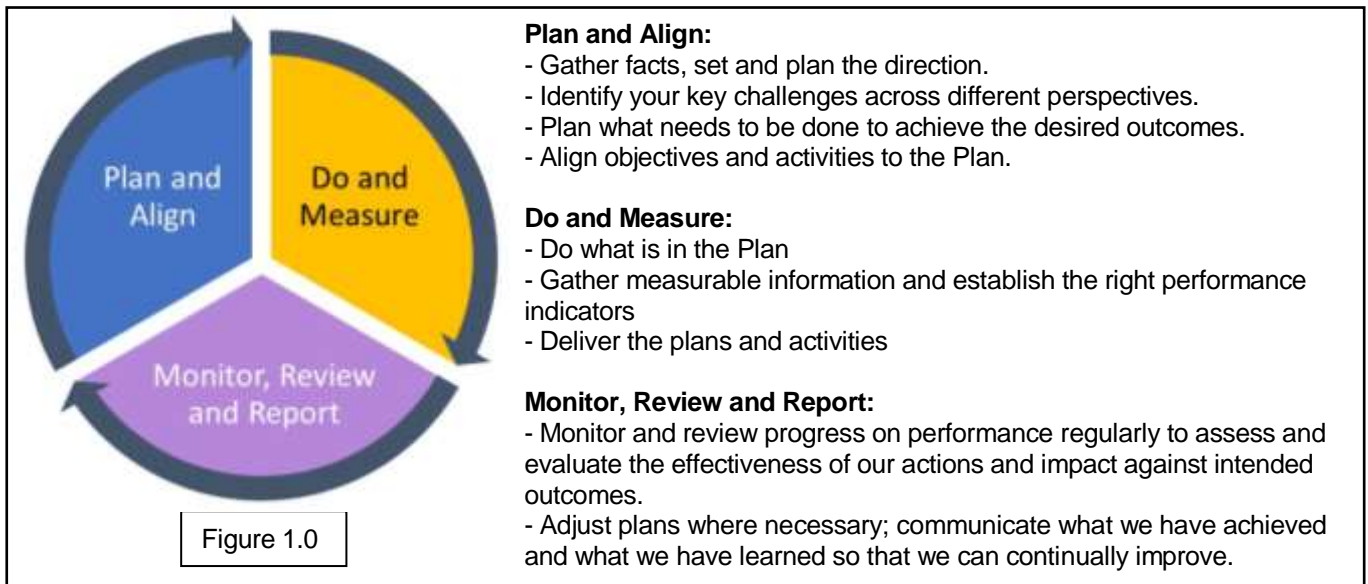 Plan and
Align
Do and
Measure
Monitor, Review
and Report
Figure 1.0
Plan and Align:
- Gather facts, set and plan the direction.
- Identify your key challenges across different perspectives.
- Plan what needs to be done to achieve the desired outcomes.
- Align objectives and activities to the Plan.
Do and Measure:
- Do what is in the Plan
- Gather measurable information and establish the right performance
indicators
- Deliver the plans and activities
Monitor, Review and Report:
- Monitor and review progress on performance regularly to assess and
evaluate the effectiveness of our actions and impact against intended
outcomes.
- Adjust plans where necessary; communicate what we have achieved
and what we have learned so that we can continually improve.